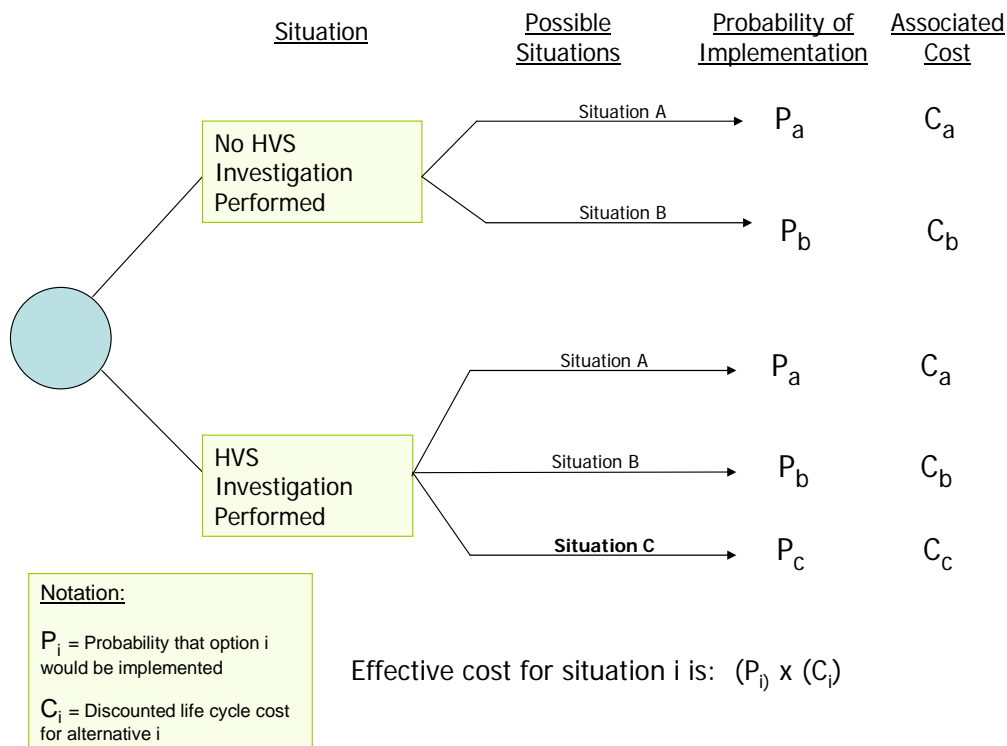 Situation
Possible
Situations
Probability of
Implementation
Associated
Cost
No HVS
Investigation
Performed
Situation A
Pa
Ca
Situation B
Pb
Cb
HVS
Investigation
Performed
Situation A
Pa
Ca
Situation B
Pb
Cb
Situation C
Pc
Cc
Notation:
Pi = Probability that option i
would be implemented
Ci = Discounted life cycle cost
for alternative i
Effective cost for situation i is: (Pi) x (Ci)